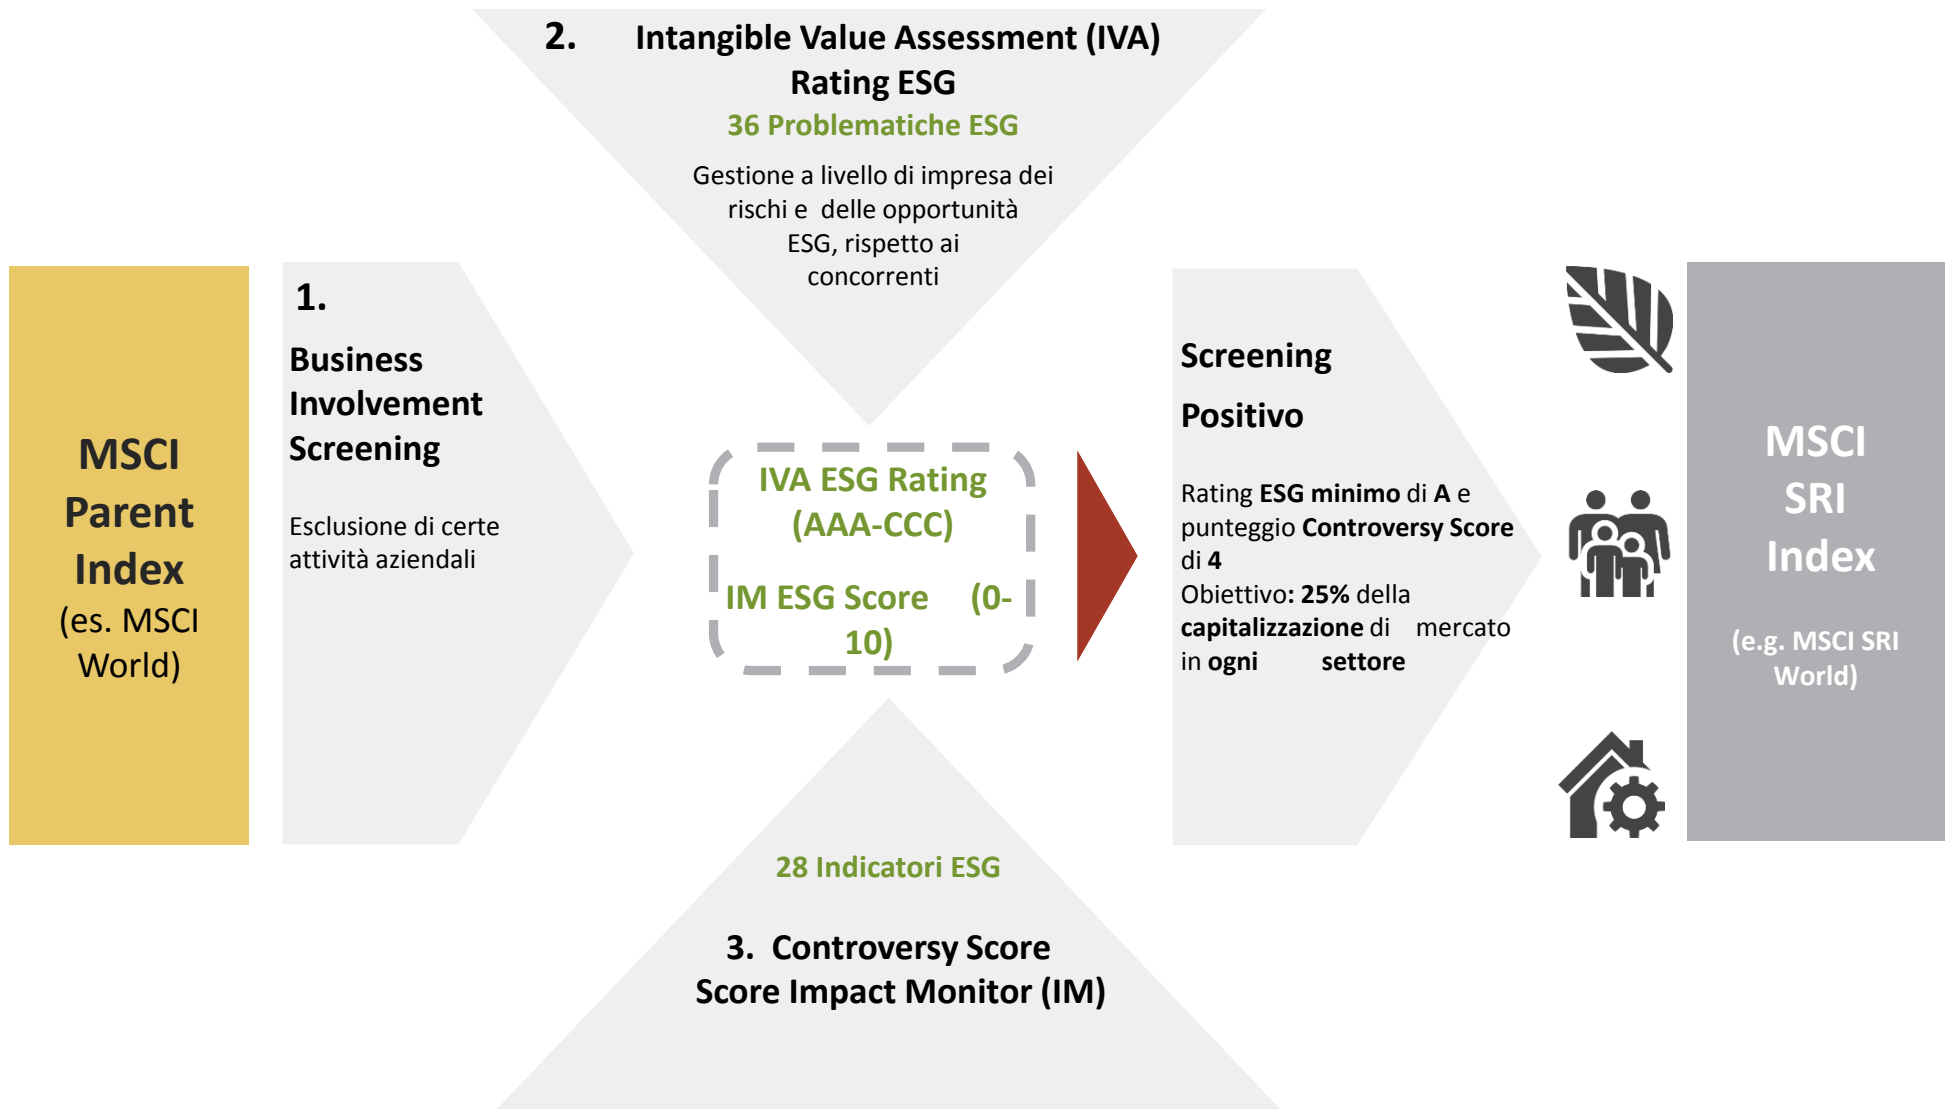 MSCI
Parent
Index
(es. MSCI
World)
1.
Business
Involvement
Screening
Esclusione di certe
attività aziendali
2. Intangible Value Assessment (IVA)
Rating ESG
36 Problematiche ESG
Gestione a livello di impresa dei
rischi e delle opportunità
ESG, rispetto ai
concorrenti
IVA ESG Rating
(AAA-CCC)
IM ESG Score (0-
10)
28 Indicatori ESG
3. Controversy Score
Score Impact Monitor (IM)
Screening
Positivo
Rating ESG minimo di A e
punteggio Controversy Score
di 4
Obiettivo: 25% della
capitalizzazione di mercato
in ogni settore
MSCI
SRI
Index
(e.g. MSCI SRI
World)